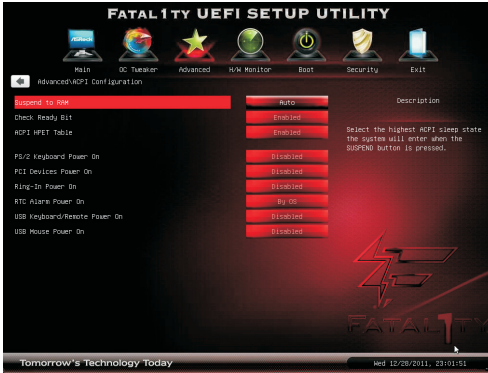 FATAL1TY UEFI SETUP UTILITY
ASRock
Main OC Tweaker Advanced H/W Monitor Boot Security Exit
Advanced\ACPI Configuration
Suspend to RAM Auto
Check Ready Bit Enabled
ACPI HPET Table Enabled
PS/2 Keyboard Power On Disabled
PCI Devices Power On Disabled
Ring-In Power On Disabled
RTC Alarm Power On By OS
USB Keyboard/Remote Power On Disabled
USB Mouse Power On Disabled
Description
Select the highest ACPI sleep state
the system will enter when the
SUSPEND button is pressed.
FATAL1TY
Tomorrow's Technology Today
Wed 12/28/2011, 23:01:51